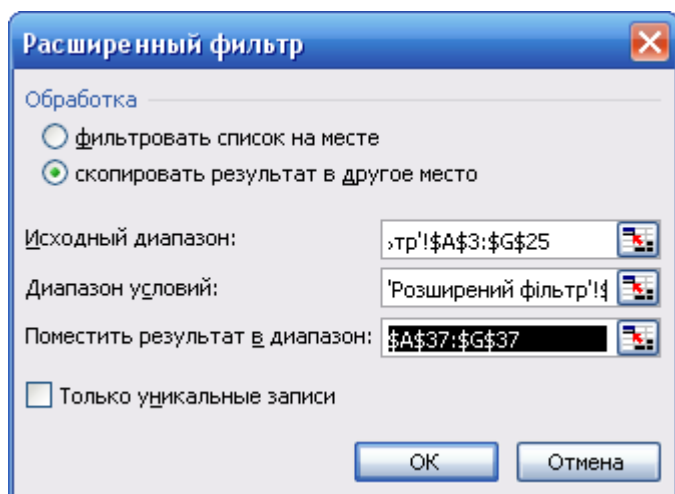 Расширенный фильтр
Обработка
фильтровать список на месте
скопировать результат в другое место
Исходный диапазон: ьтр'!$A$3:$G$25
Диапазон условий: 'Розширений фільтр'!$
Поместить результат в диапазон: $A$37:$G$37
Только уникальные записи
ОК Отмена